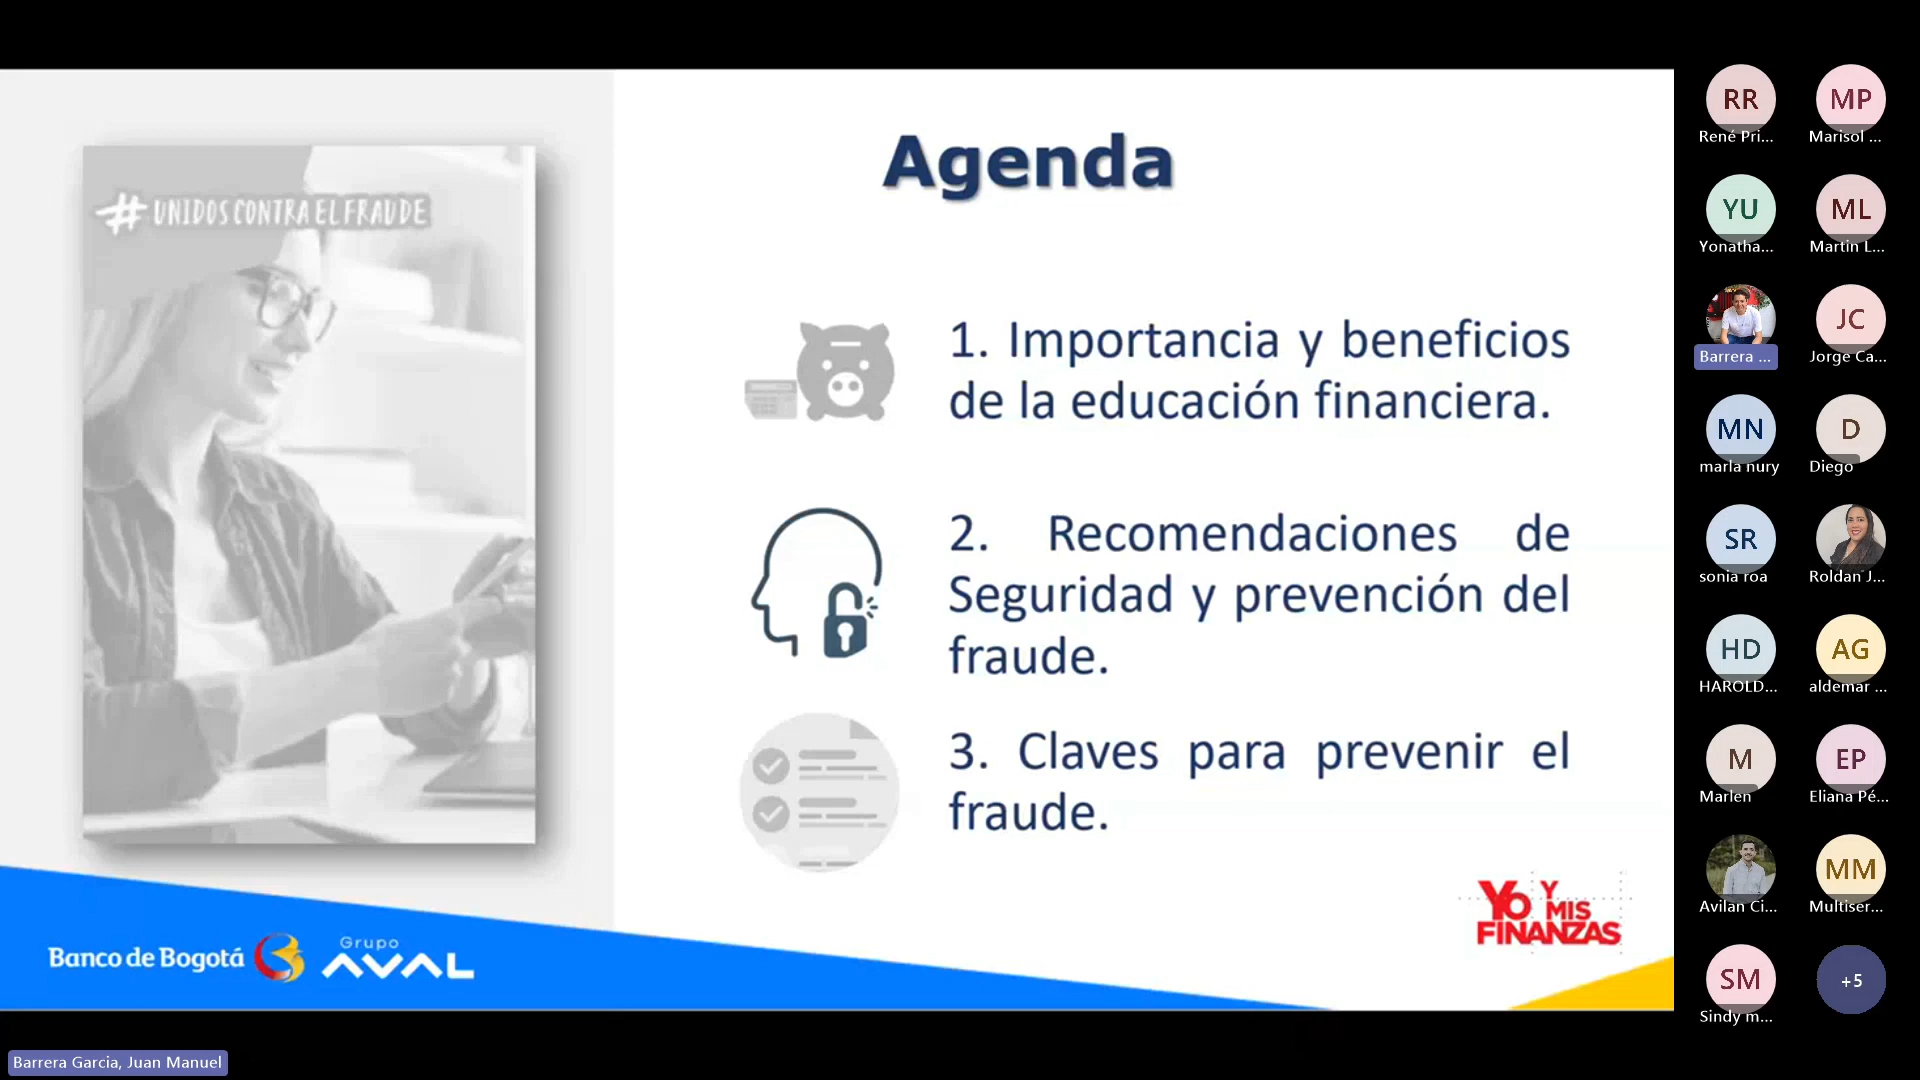 # UNIDOS CONTRA EL FRAUDE
Agenda
1. Importancia y beneficios
de la educación financiera.
2. Recomendaciones de
Seguridad y prevención del
fraude.
3. Claves para prevenir el
fraude.
Banco de Bogotá
Grupo
AVAL
Yo Y
MIS
FINANZAS
RR
René Pri...
MP
Marisol ...
YU
Yonatha...
ML
Martin L...
Barrera ...
JC
Jorge Ca...
MN
marla nury
D
Diego
SR
sonia roa
Roldan J...
HD
HAROLD...
AG
aldemar ...
M
Marlen
EP
Eliana Pé...
Avilan Ci...
MM
Multiser...
SM
Sindy m...
+5
Barrera Garcia, Juan Manuel